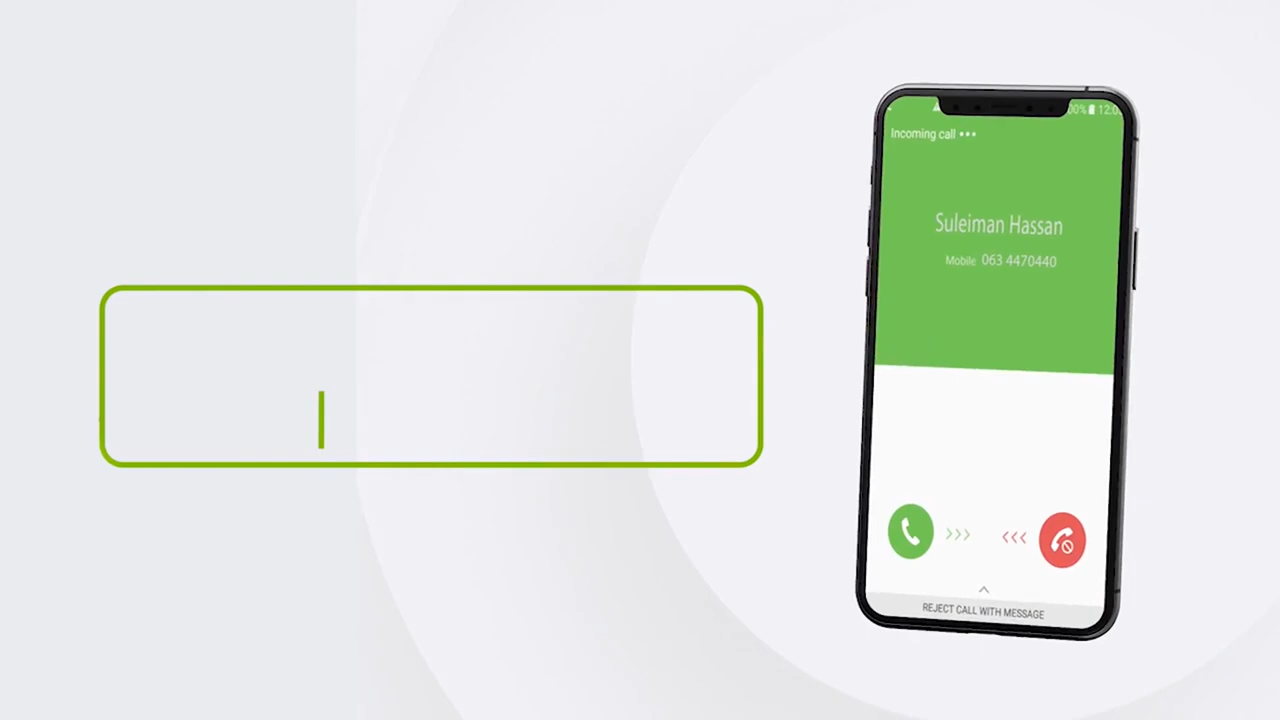 Incoming call •••
Suleiman Hassan
Mobile 063 4470440
REJECT CALL WITH MESSAGE